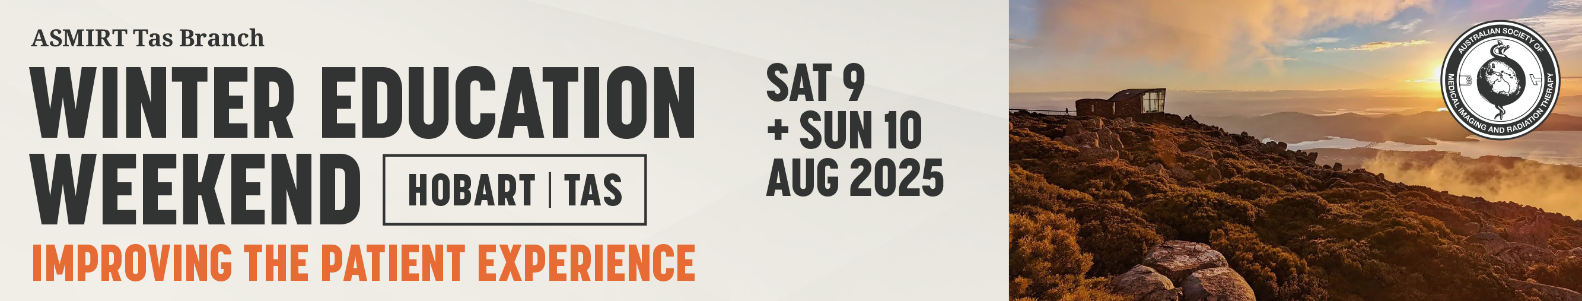 ASMIRT Tas Branch
WINTER EDUCATION
WEEKEND
HOBART | TAS
IMPROVING THE PATIENT EXPERIENCE
SAT 9
+ SUN 10
AUG 2025
AUSTRALIAN SOCIETY OF
MEDICAL IMAGING AND RADIATION THERAPY